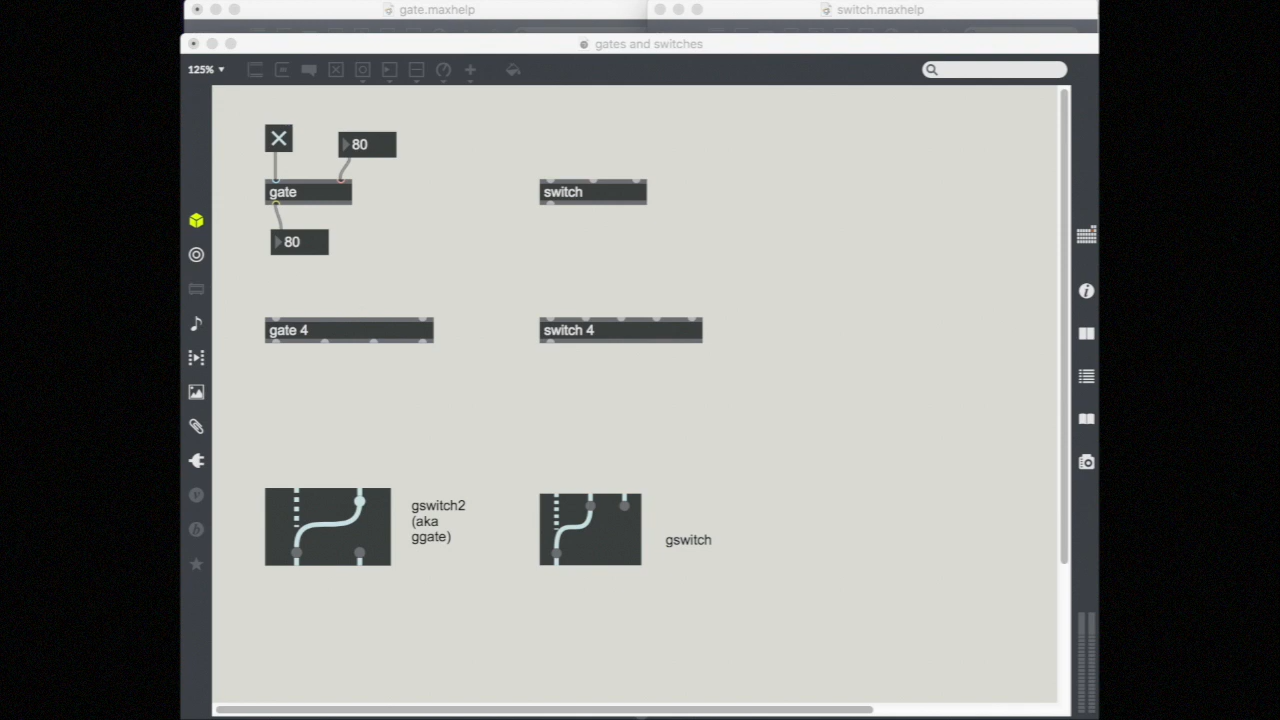 gate.maxhelp
switch.maxhelp
gates and switches
125%
80
gate
switch
80
gate 4
switch 4
gswitch2
(aka
ggate)
gswitch